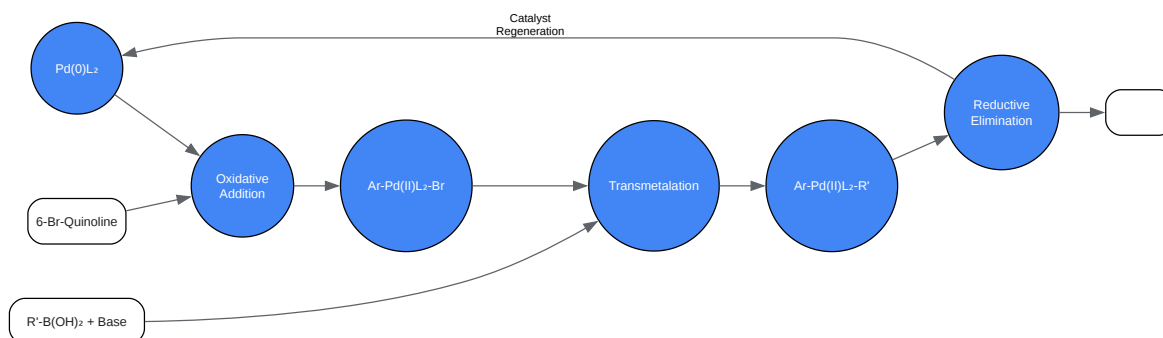 Catalyst
Regeneration
Pd(0)L₂
Reductive
Elimination
Oxidative
Addition
Ar-Pd(II)L₂-Br
Transmetalation
Ar-Pd(II)L₂-R'
6-Br-Quinoline
R'-B(OH)₂ + Base